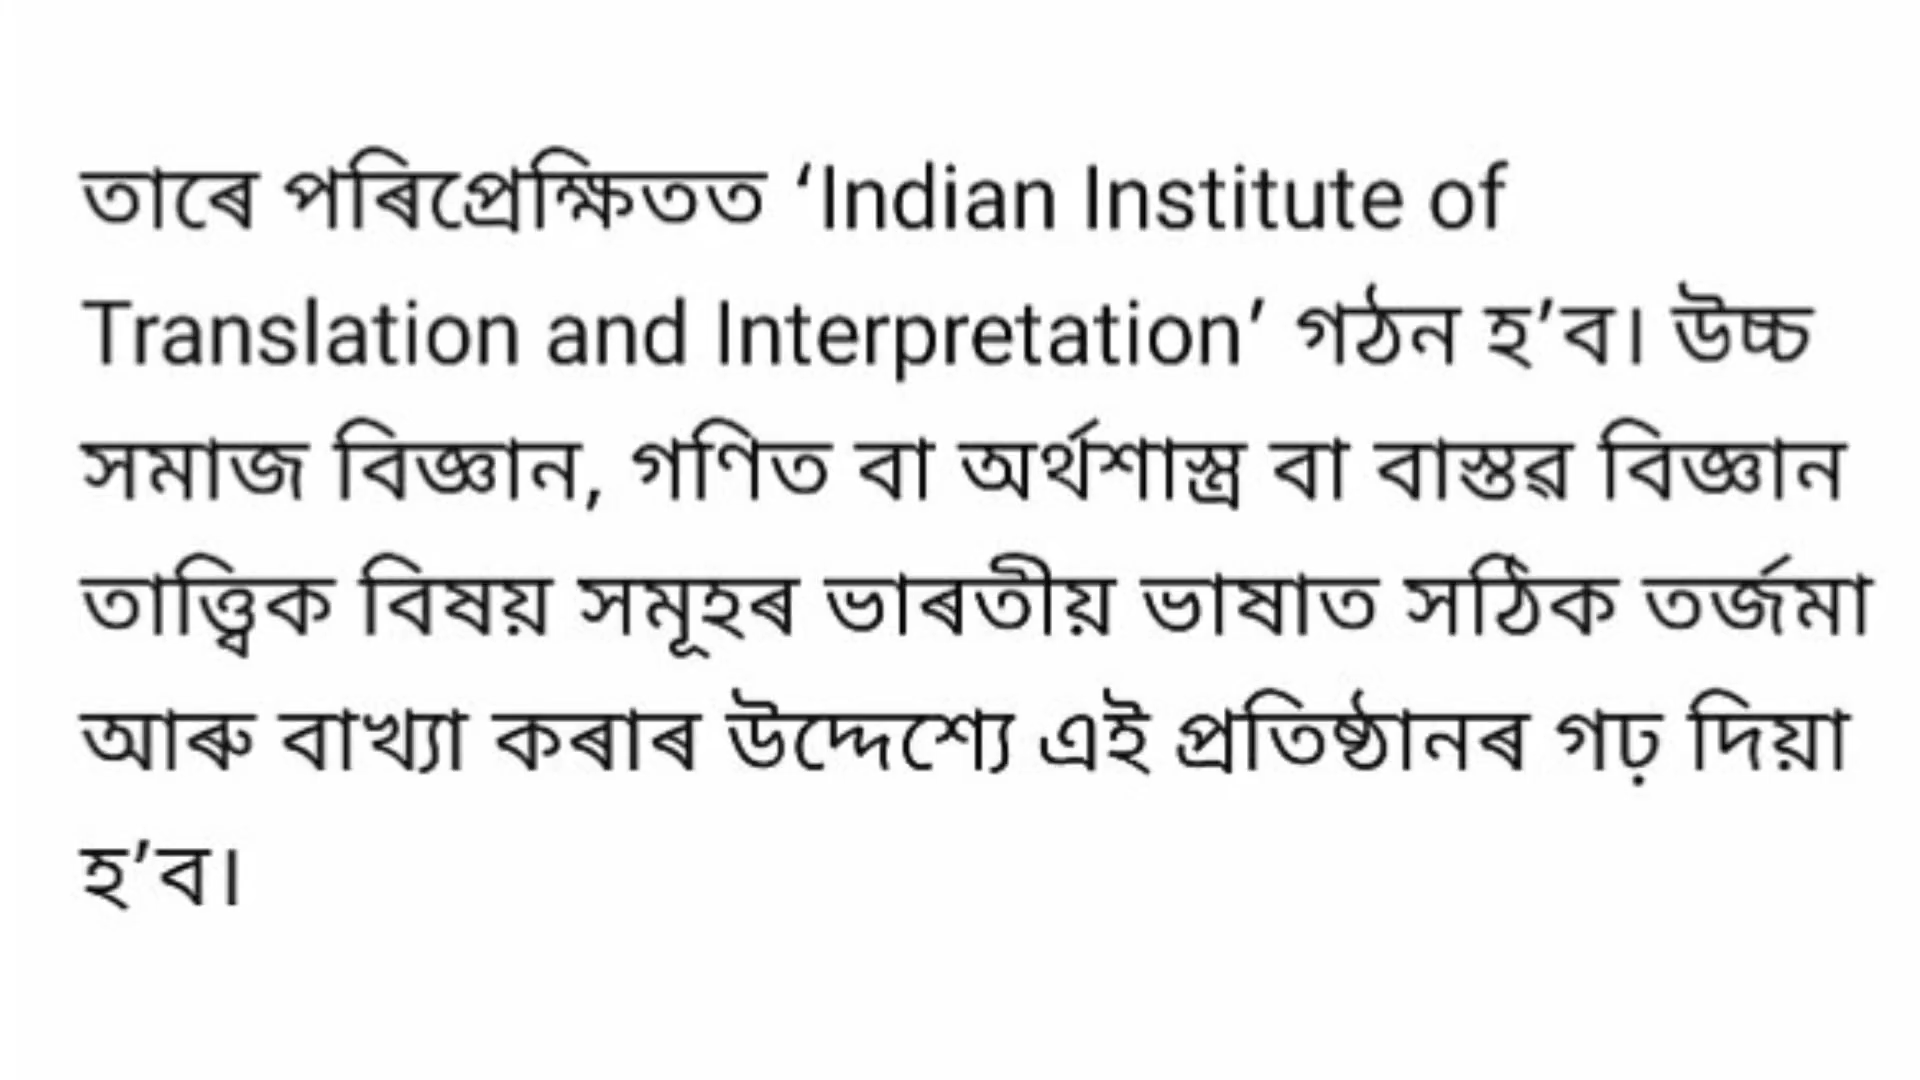 তাৰে পৰিপ্ৰেক্ষিতত ‘Indian Institute of
Translation and Interpretation’ গঠন হ’ব। উচ্চ
সমাজ বিজ্ঞান, গণিত বা অৰ্থশাস্ত্ৰ বা বাস্তৱ বিজ্ঞান
তাত্ত্বিক বিষয় সমূহৰ ভাৰতীয় ভাষাত সঠিক তৰ্জমা
আৰু বাখ্যা কৰাৰ উদ্দেশ্যে এই প্ৰতিষ্ঠানৰ গঢ় দিয়া
হ’ব।